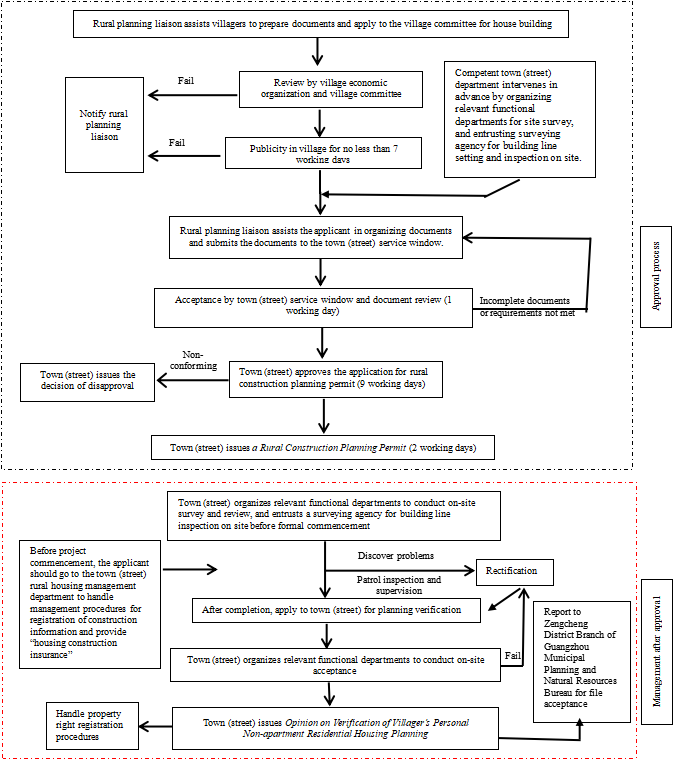 Rural planning liaison assists villagers to prepare documents and apply to the village committee for house building
Fail
Review by village economic
organization and village committee
Notify rural
planning
liaison
Competent town (street)
department intervenes in
advance by organizing
relevant functional
departments for site survey,
and entrusting surveying
agency for building line
setting and inspection on site.
Fail
Publicity in village for no less than 7
working days
Rural planning liaison assists the applicant in organizing documents
and submits the documents to the town (street) service window.
Approval process
Acceptance by town (street) service window and document review (1
working day)
Incomplete documents
or requirements not met
Non-
conforming
Town (street) issues the
decision of disapproval
Town (street) approves the application for rural
construction planning permit (9 working days)
Town (street) issues a Rural Construction Planning Permit (2 working days)
Town (street) organizes relevant functional departments to conduct on-site
survey and review, and entrusts a surveying agency for building line
inspection on site before formal commencement
Before project
commencement, the applicant
should go to the town (street)
rural housing management
department to handle
management procedures for
registration of construction
information and provide
“housing construction
insurance”
Discover problems
Patrol inspection and
supervision
Rectification
After completion, apply to town (street) for planning verification
Town (street) organizes relevant functional departments to conduct on-site
acceptance
Fail
Report to
Zengcheng
District Branch of
Guangzhou
Municipal
Planning and
Natural Resources
Bureau for file
acceptance
Management after approval
Handle property
right registration
procedures
Town (street) issues Opinion on Verification of Villager’s Personal
Non-apartment Residential Housing Planning